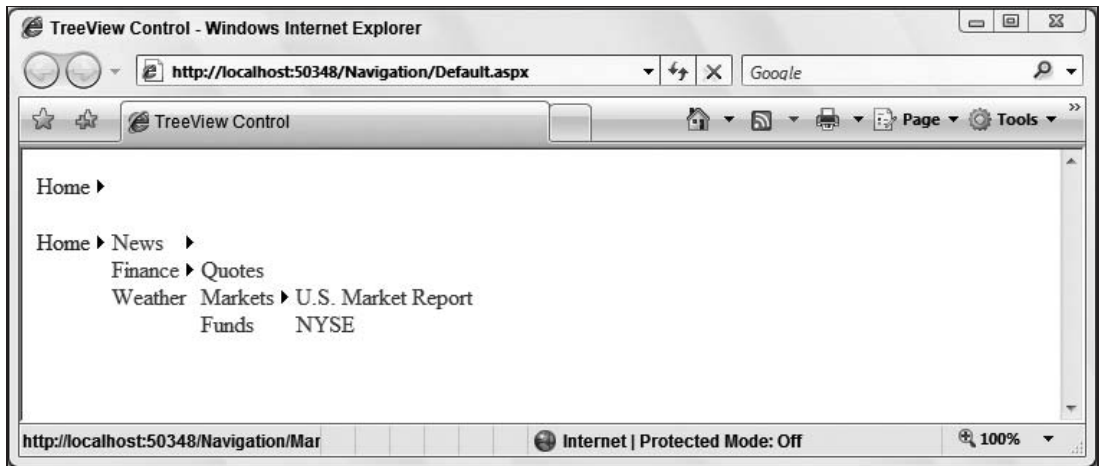 TreeView Control - Windows Internet Explorer
http://localhost:50348/Navigation/Default.aspx
Google
TreeView Control
Page
Tools
Home
Home News
Finance Quotes
Weather Markets U.S. Market Report
Funds NYSE
http://localhost:50348/Navigation/Mar
Internet | Protected Mode: Off
100%